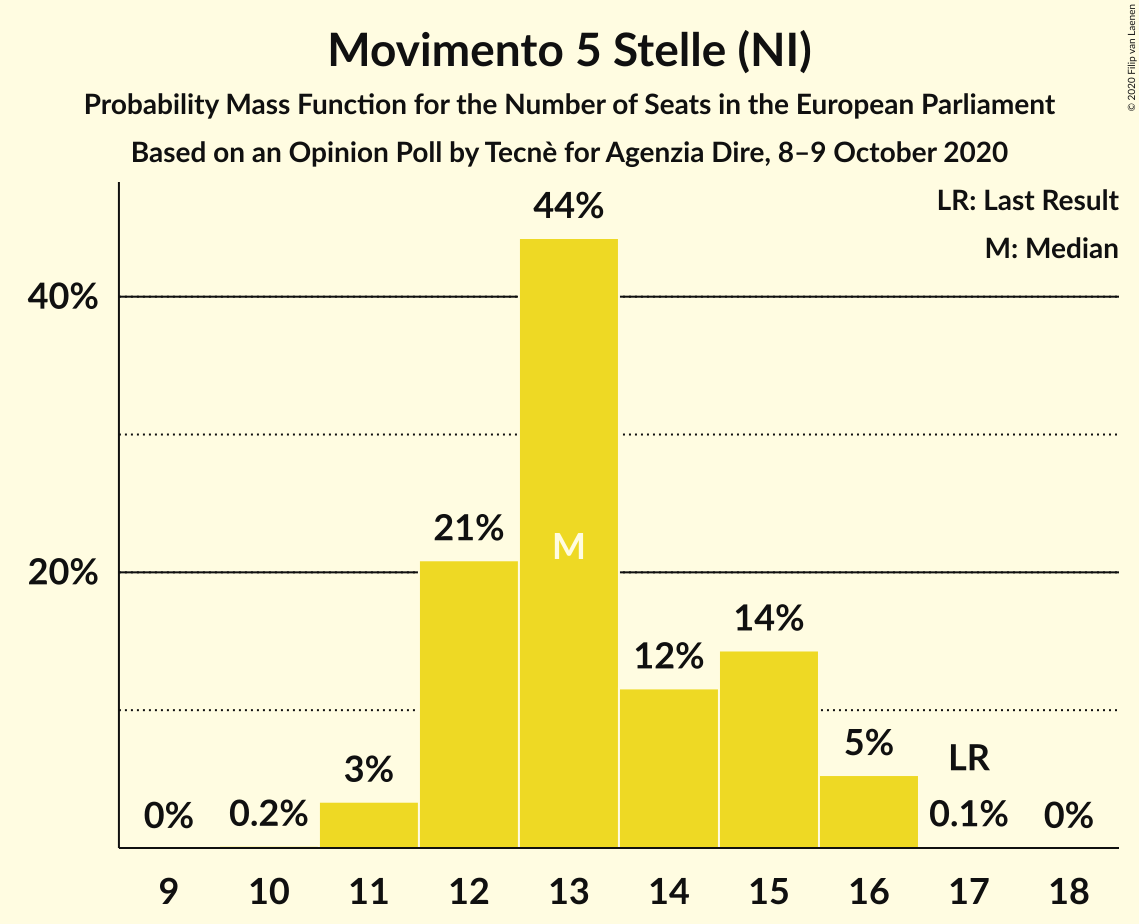 Movimento 5 Stelle (NI)
Probability Mass Function for the Number of Seats in the European Parliament
Based on an Opinion Poll by Tecnè for Agenzia Dire, 8–9 October 2020
© 2020 Filip van Laenen
LR: Last Result
M: Median
40%
20%
0%
0.2%
3%
21%
44%
M
12%
14%
5%
LR
0.1%
0%
9 10 11 12 13 14 15 16 17 18